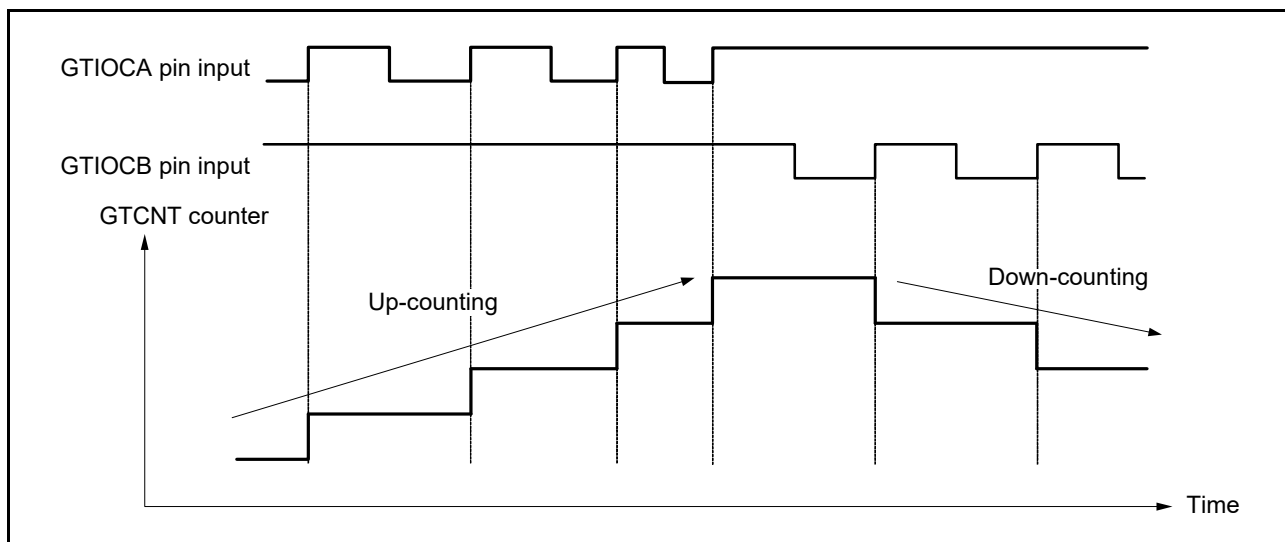 GTIOCA pin input
GTIOCB pin input
GTCNT counter
Up-counting
Down-counting
Time